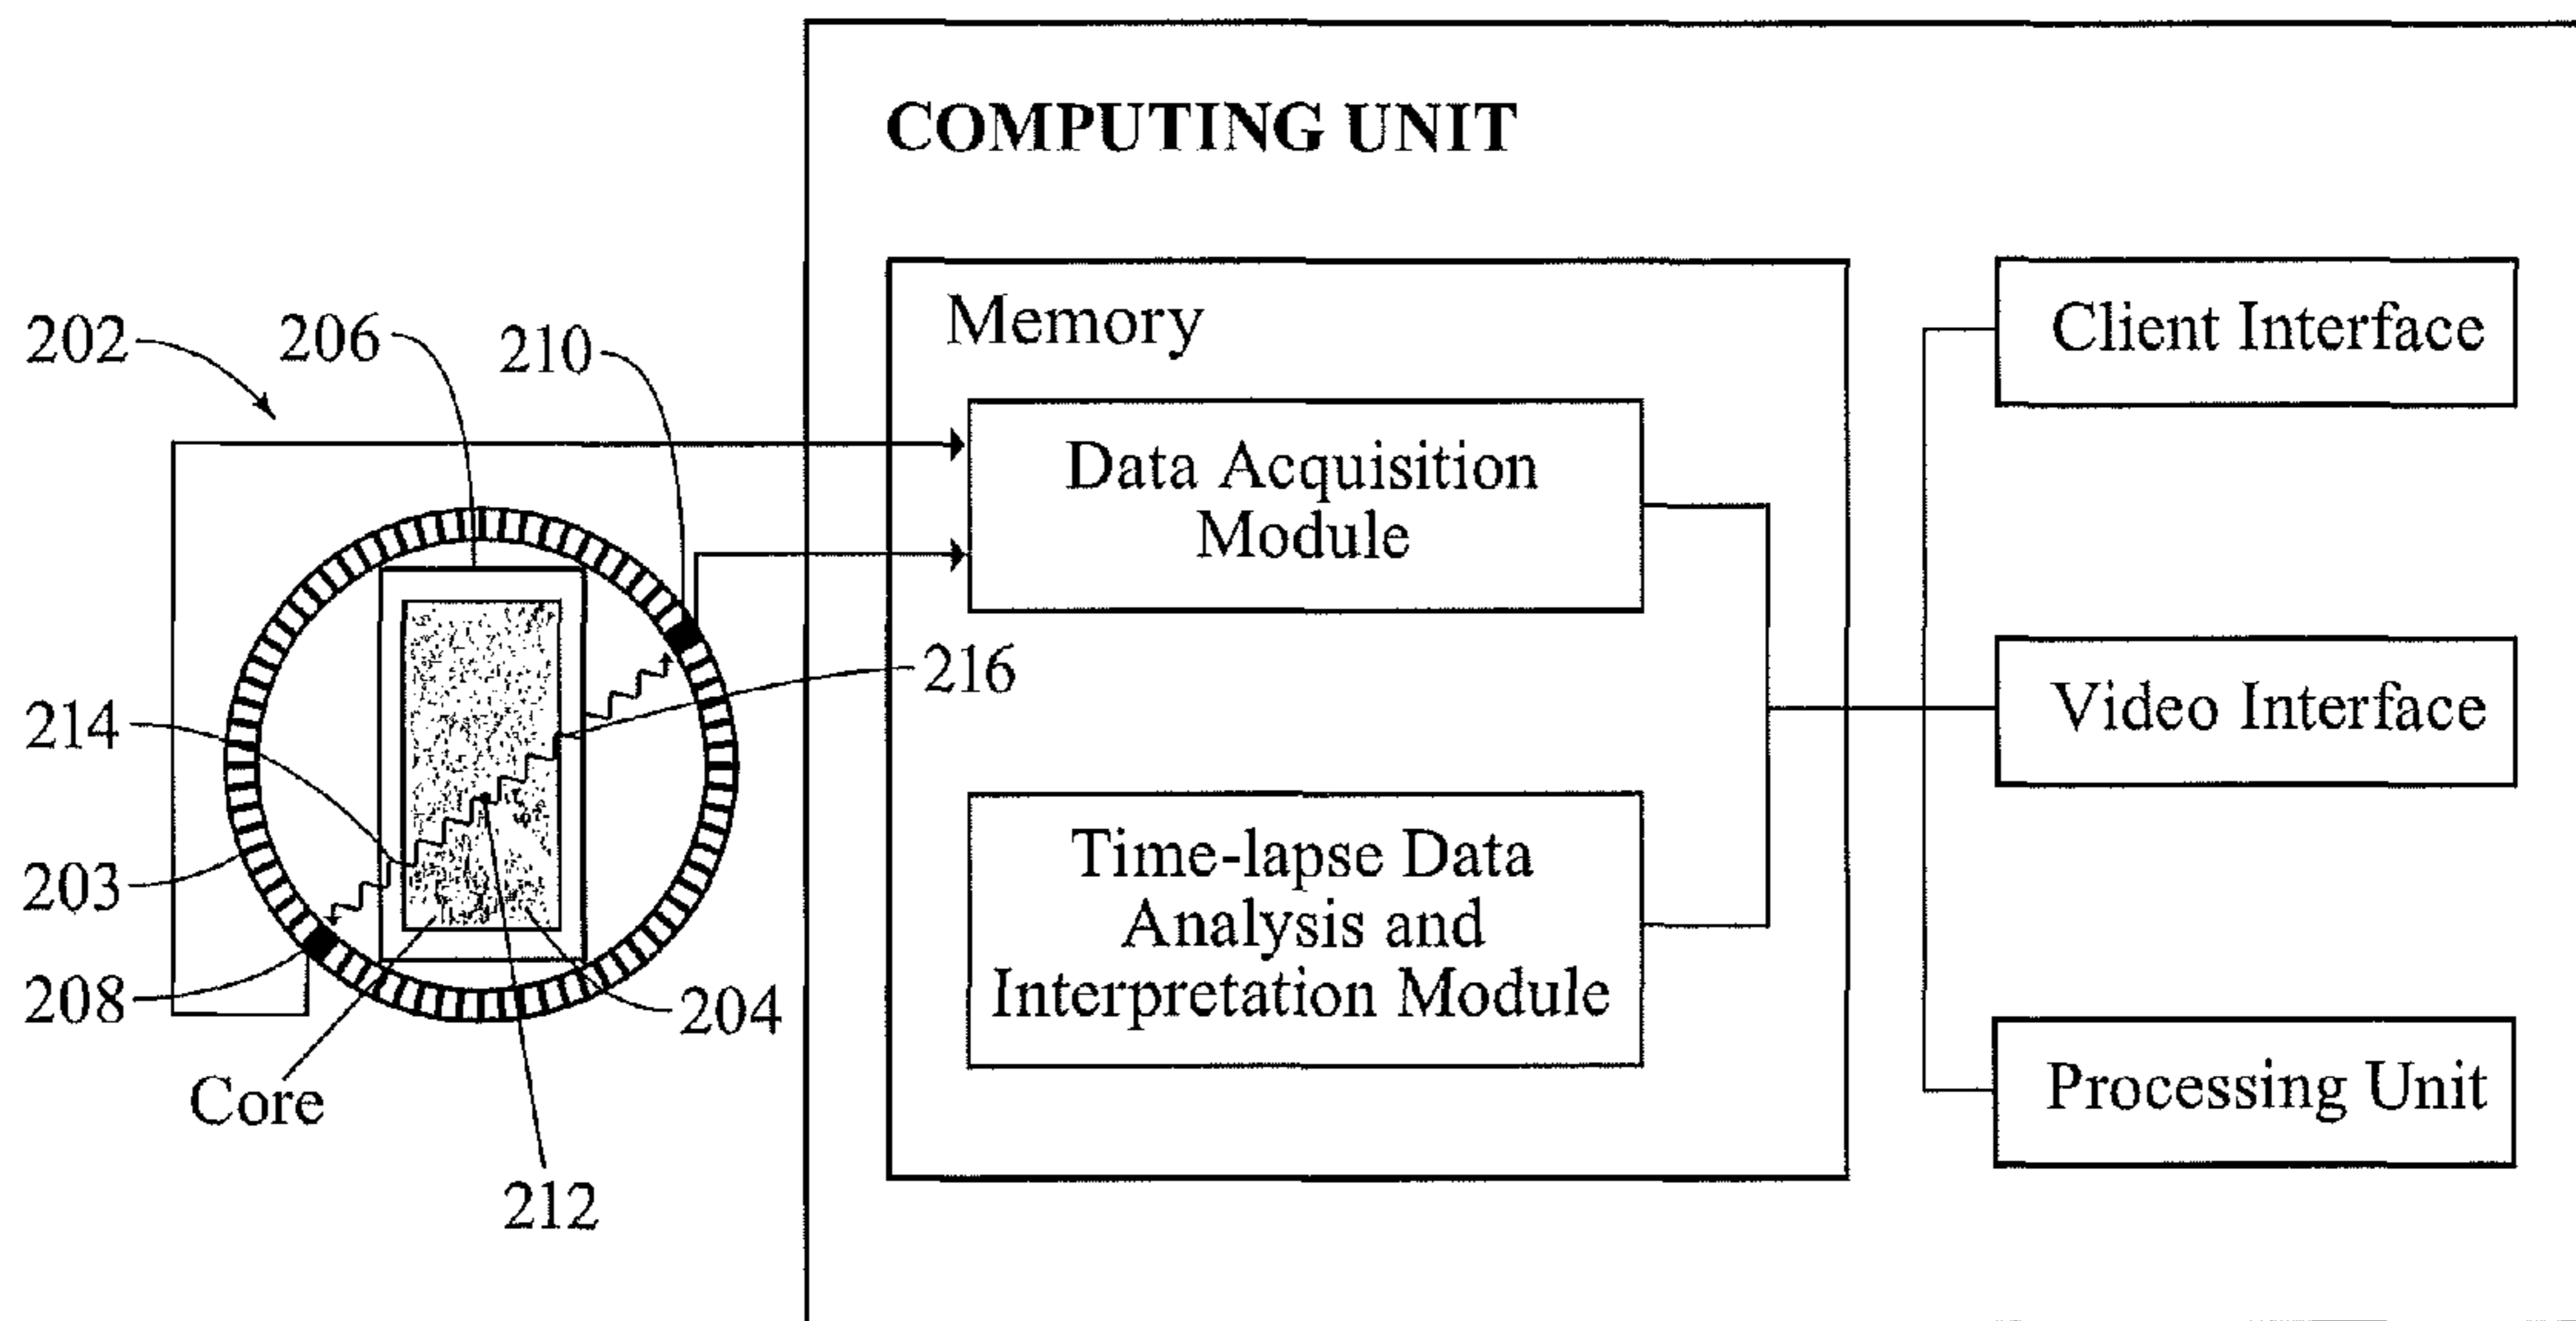 COMPUTING UNIT
Memory
Client Interface
202
206
210
Data Acquisition
Module
216
214
Video Interface
203
Time-lapse Data
Analysis and
Interpretation Module
208
204
Core
Processing Unit
212